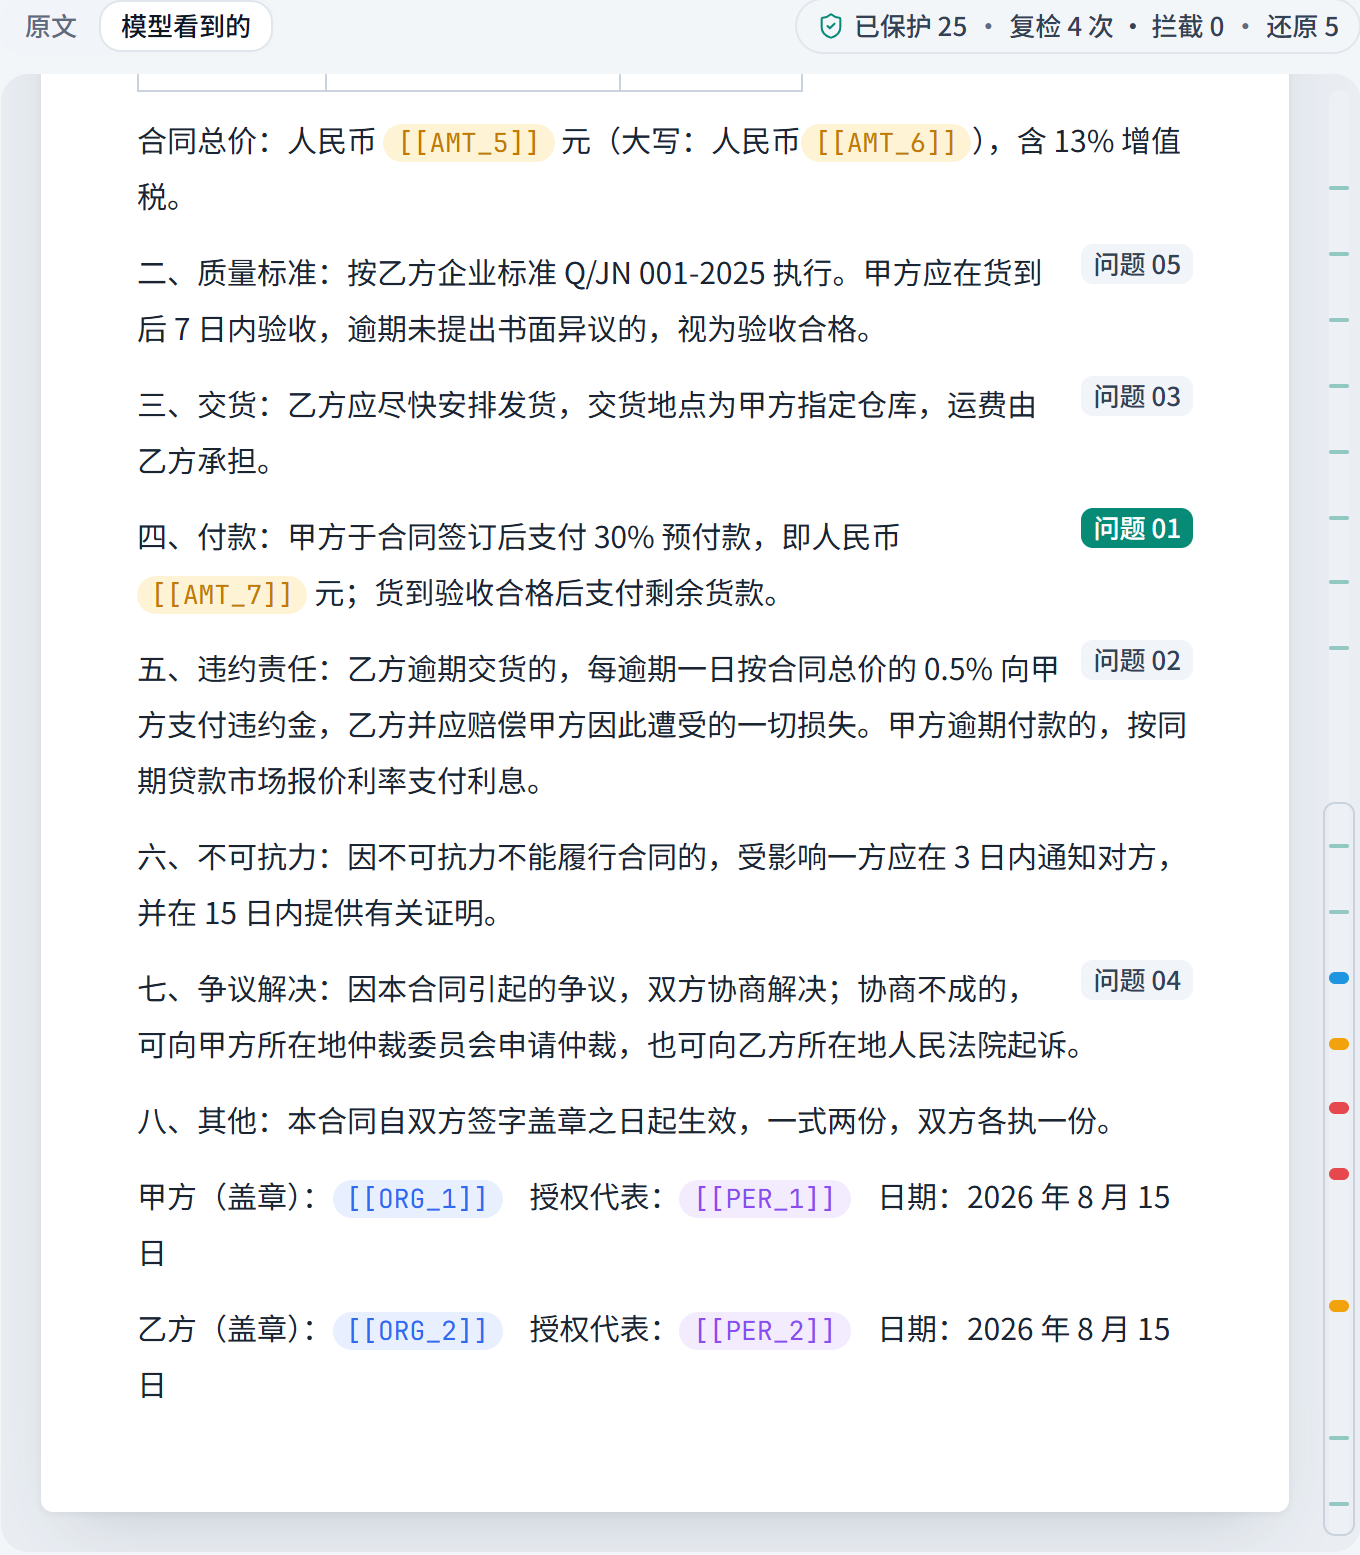 原文 模型看到的 已保护 25 · 复检 4 次 · 拦截 0 · 还原 5
合同总价：人民币 [[AMT_5]] 元（大写：人民币[[AMT_6]]），含 13% 增值
税。
二、质量标准：按乙方企业标准 Q/JN 001-2025 执行。甲方应在货到 问题 05
后 7 日内验收，逾期未提出书面异议的，视为验收合格。
三、交货：乙方应尽快安排发货，交货地点为甲方指定仓库，运费由 问题 03
乙方承担。
四、付款：甲方于合同签订后支付 30% 预付款，即人民币 问题 01
[[AMT_7]] 元；货到验收合格后支付剩余货款。
五、违约责任：乙方逾期交货的，每逾期一日按合同总价的 0.5% 向甲 问题 02
方支付违约金，乙方并应赔偿甲方因此遭受的一切损失。甲方逾期付款的，按同
期贷款市场报价利率支付利息。
六、不可抗力：因不可抗力不能履行合同的，受影响一方应在 3 日内通知对方，
并在 15 日内提供有关证明。
七、争议解决：因本合同引起的争议，双方协商解决；协商不成的， 问题 04
可向甲方所在地仲裁委员会申请仲裁，也可向乙方所在地人民法院起诉。
八、其他：本合同自双方签字盖章之日起生效，一式两份，双方各执一份。
甲方（盖章）：[[ORG_1]] 授权代表：[[PER_1]] 日期：2026 年 8 月 15
日
乙方（盖章）：[[ORG_2]] 授权代表：[[PER_2]] 日期：2026 年 8 月 15
日